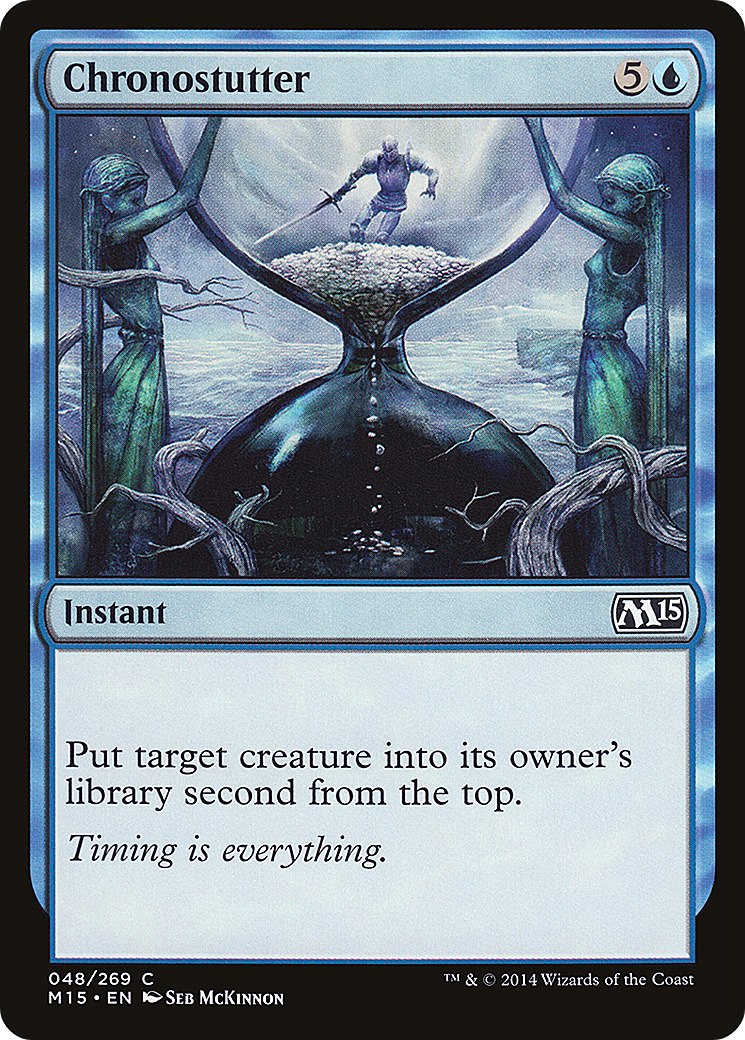 Chronostutter 5
Instant M15
Put target creature into its owner's
library second from the top.
Timing is everything.
048/269 C ™ & © 2014 Wizards of the Coast
M15 • EN Seb McKinnon